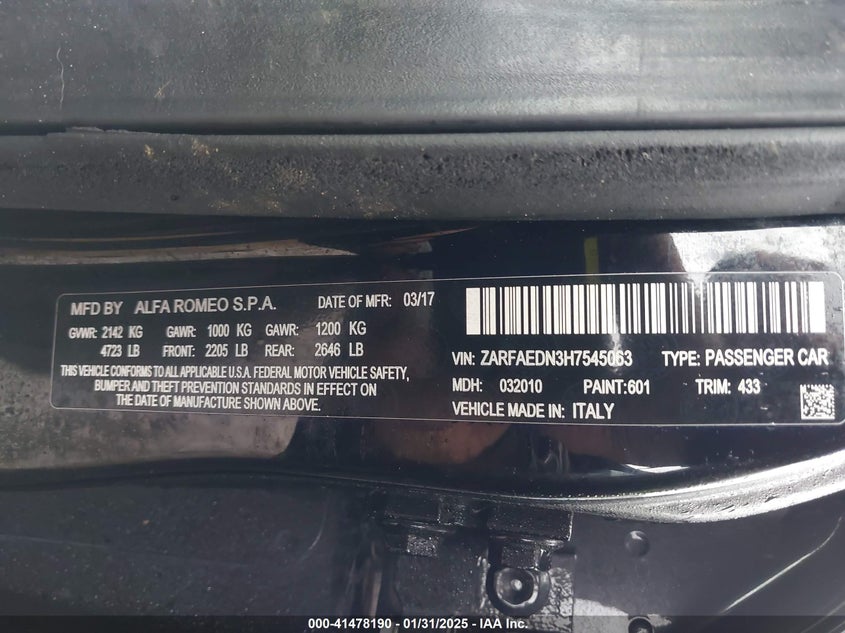 MFD BY ALFA ROMEO S.P.A. DATE OF MFR: 03/17
GVWR: 2142 KG GAWR: 1000 KG GAWR: 1200 KG
4723 LB FRONT: 2205 LB REAR: 2646 LB
THIS VEHICLE CONFORMS TO ALL APPLICABLE U.S.A. FEDERAL MOTOR VEHICLE SAFETY,
BUMPER AND THEFT PREVENTION STANDARDS IN EFFECT ON
THE DATE OF MANUFACTURE SHOWN ABOVE.
VIN: ZARFAEDN3H7545063 TYPE: PASSENGER CAR
MDH: 032010 PAINT:601 TRIM: 433
VEHICLE MADE IN: ITALY
000-41478190 - 01/31/2025 - IAA Inc.